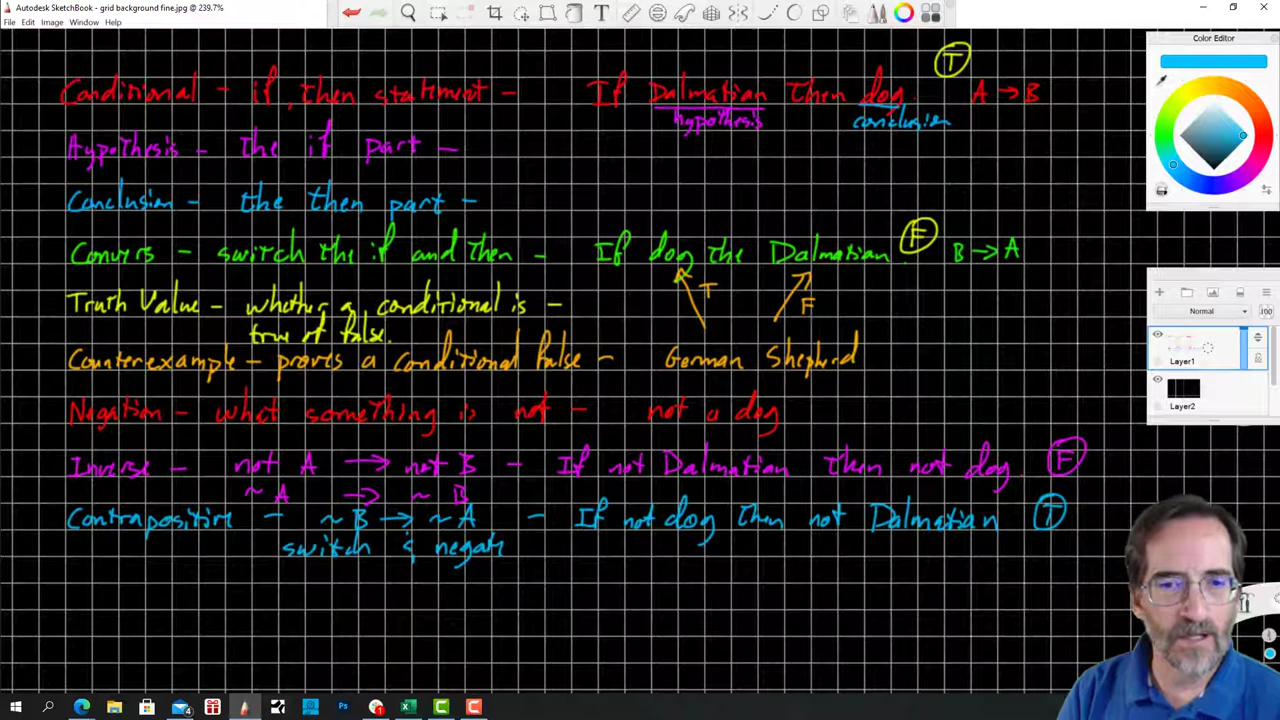 Autodesk SketchBook - grid background fine.jpg @ 239.7%
File Edit Image Window Help
Color Editor
Conditional - if, then statement - If Dalmatian Then dog. T A → B
hypothesis conclusion
Hypothesis - the if part -
Conclusion - the then part -
Convers - switch the if and then - If dog the Dalmatian. F B → A
T F
Truth Value - whether a conditional is -
true of false.
Counterexample - proves a conditional false - German Sheperd
Negation - what something is not - not a dog
Inverse - not A → not B - If not Dalmatian then not dog. F
~ A → ~ B
Contrapositive - ~ B → ~ A - If not dog then not Dalmatian T
switch & negate
Normal 100
Layer1
Layer2